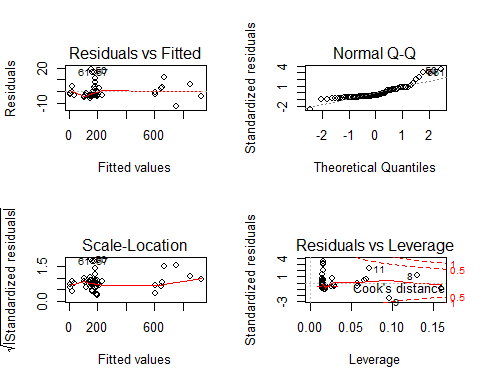 Residuals vs Fitted
Residuals
20
-10
0 200 600
Fitted values
Normal Q-Q
Standardized residuals
4
2
-2
-2 -1 0 1 2
Theoretical Quantiles
Scale-Location
√|Standardized residuals|
1.5
0.0
0 200 600
Fitted values
Residuals vs Leverage
Standardized residuals
4
1
-3
11
8
Cook's distance
1
0.5
0.5
1
0.00 0.05 0.10 0.15
Leverage